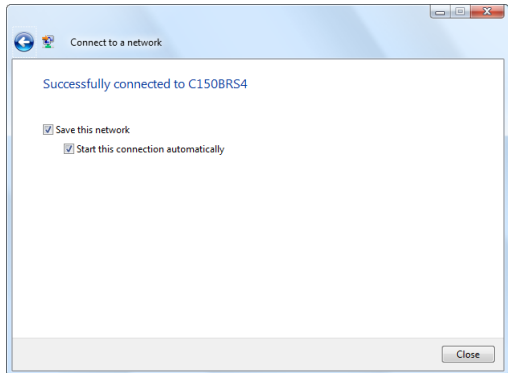 Connect to a network
Successfully connected to C150BRS4
Save this network
Start this connection automatically
Close